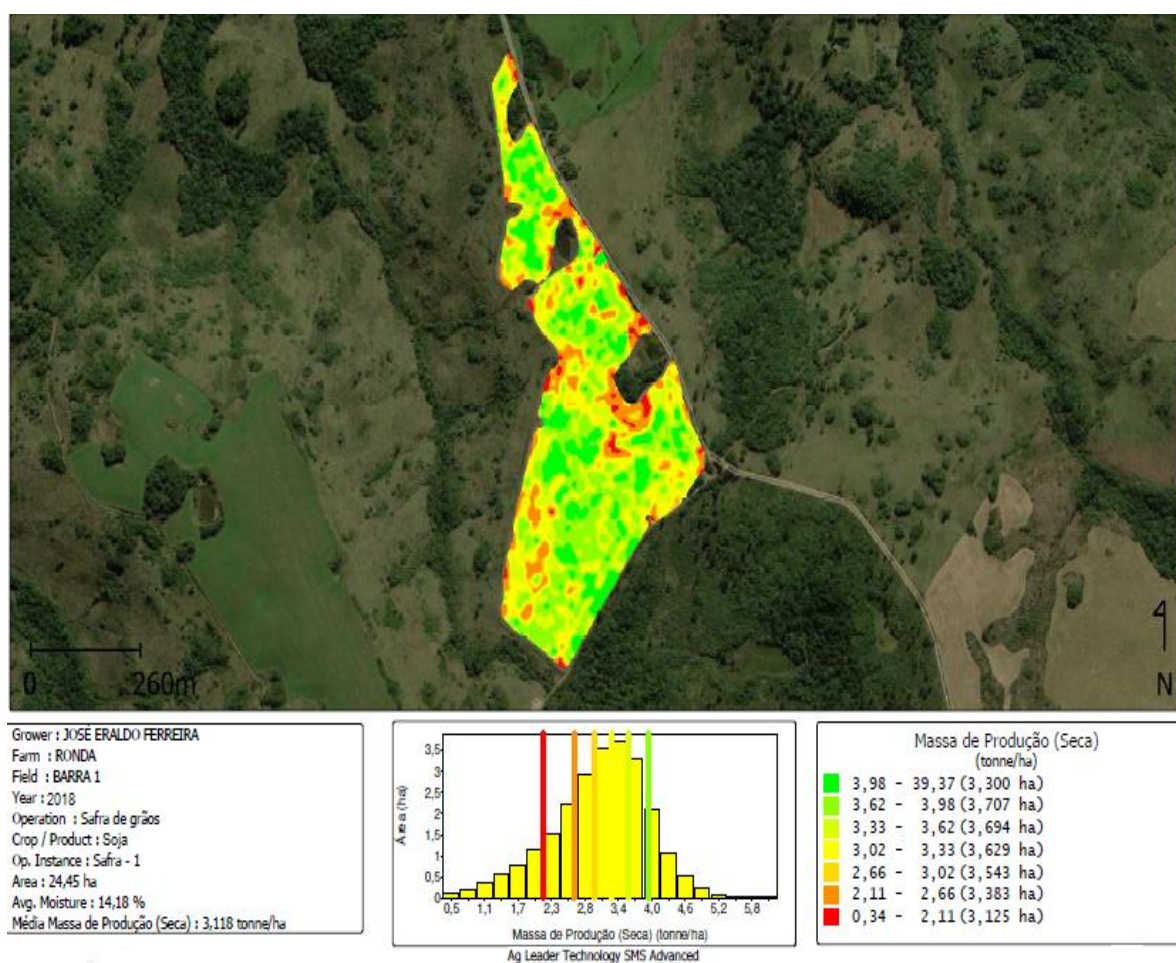 0 260m
4
N
Grower : JOSÉ ERALDO FERREIRA
Farm : RONDA
Field : BARRA 1
Year : 2018
Operation : Safra de grãos
Crop / Product : Soja
Op. Instance : Safra - 1
Area : 24,45 ha
Avg. Moisture : 14,18 %
Média Massa de Produção (Seca) : 3,118 tonne/ha
Área (ha)
3,5
3
2,5
2
1,5
1
0,5
0
0,5 1,1 1,7 2,3 2,8 3,4 4,0 4,6 5,2 5,8
Massa de Produção (Seca) (tonne/ha)
Ag Leader Technology SMS Advanced
Massa de Produção (Seca)
(tonne/ha)
3,98 - 39,37 (3,300 ha)
3,62 - 3,98 (3,707 ha)
3,33 - 3,62 (3,694 ha)
3,02 - 3,33 (3,629 ha)
2,66 - 3,02 (3,543 ha)
2,11 - 2,66 (3,383 ha)
0,34 - 2,11 (3,125 ha)